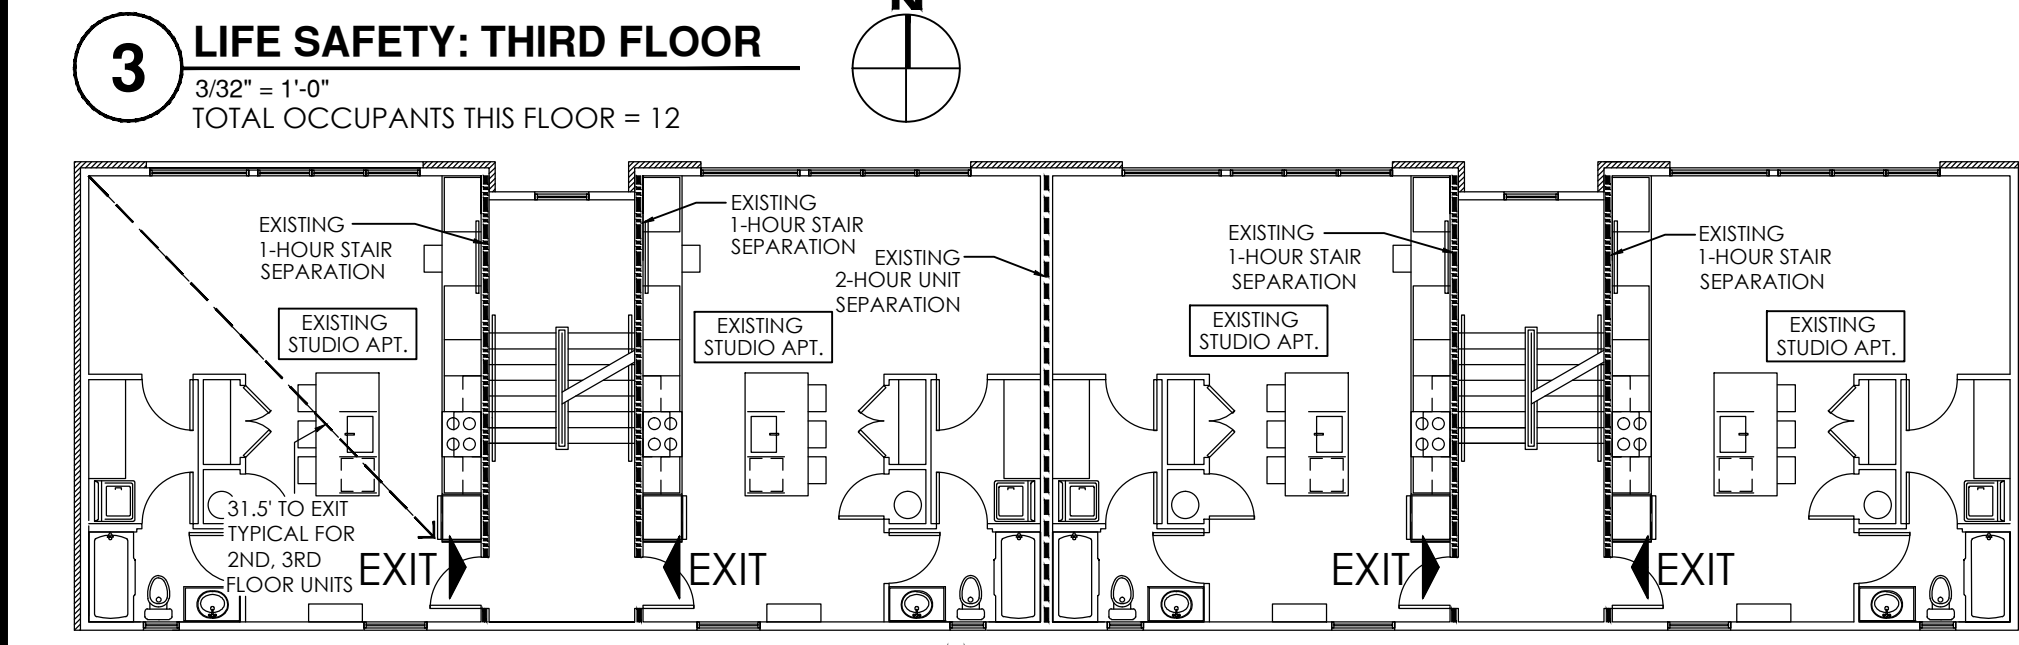 N
3
LIFE SAFETY: THIRD FLOOR
3/32" = 1'-0"
TOTAL OCCUPANTS THIS FLOOR = 12
EXISTING
1-HOUR STAIR
SEPARATION
EXISTING
1-HOUR STAIR
SEPARATION
EXISTING
2-HOUR UNIT
SEPARATION
EXISTING
1-HOUR STAIR
SEPARATION
EXISTING
1-HOUR STAIR
SEPARATION
EXISTING
STUDIO APT.
EXISTING
STUDIO APT.
EXISTING
STUDIO APT.
EXISTING
STUDIO APT.
31.5' TO EXIT
TYPICAL FOR
2ND, 3RD
FLOOR UNITS
EXIT
EXIT
EXIT
EXIT